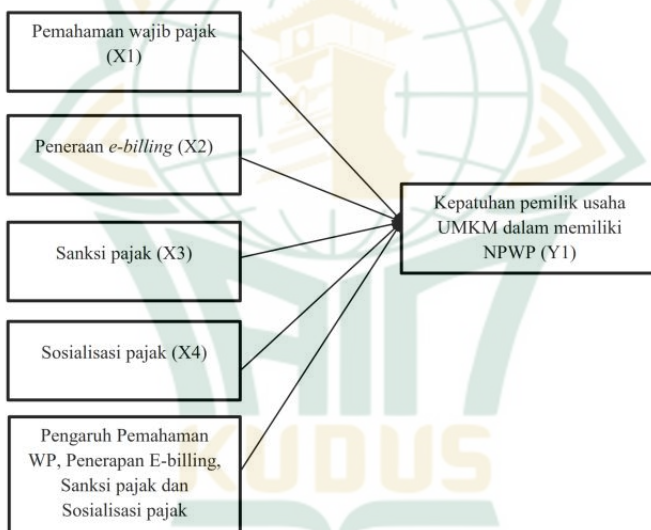 Pemahaman wajib pajak
(X1)
Peneraan e-billing (X2)
Sanksi pajak (X3)
Sosialisasi pajak (X4)
Pengaruh Pemahaman
WP, Penerapan E-billing,
Sanksi pajak dan
Sosialisasi pajak
Kepatuhan pemilik usaha
UMKM dalam memiliki
NPWP (Y1)
KUDUS